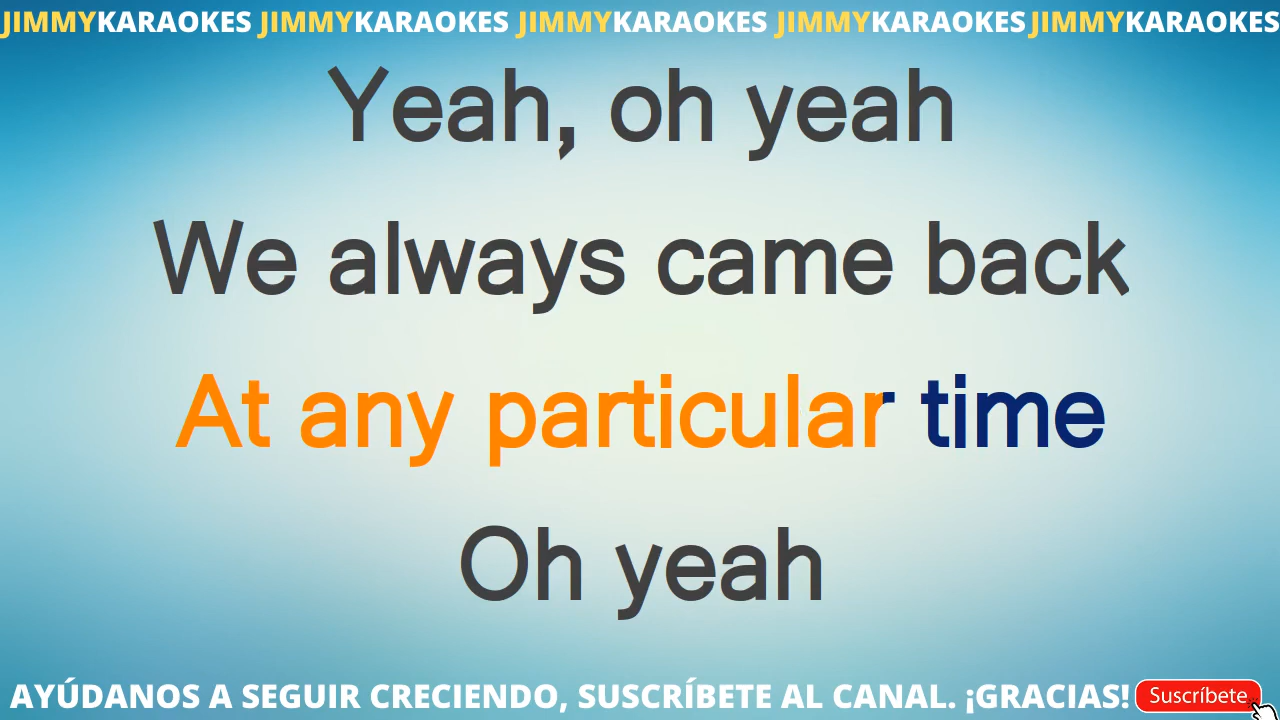 JIMMYKARAOKES JIMMYKARAOKES JIMMYKARAOKES JIMMYKARAOKES JIMMYKARAOKES
Yeah, oh yeah
We always came back
At any particular time
Oh yeah
AYÚDANOS A SEGUIR CRECIENDO, SUSCRÍBETE AL CANAL. ¡GRACIAS! Suscríbete